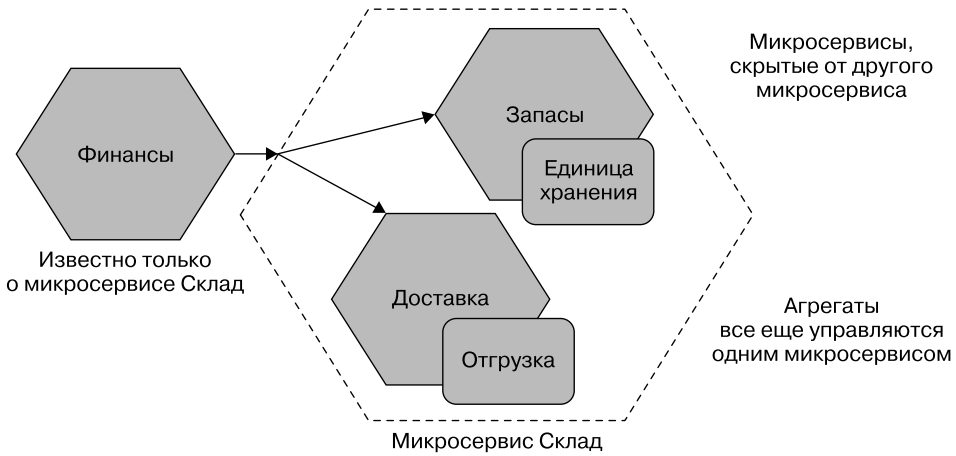 Микросервисы,
скрытые от другого
микросервиса
Запасы
Финансы
Единица
хранения
Известно только
о микросервисе Склад
Доставка
Агрегаты
все еще управляются
одним микросервисом
Отгрузка
Микросервис Склад